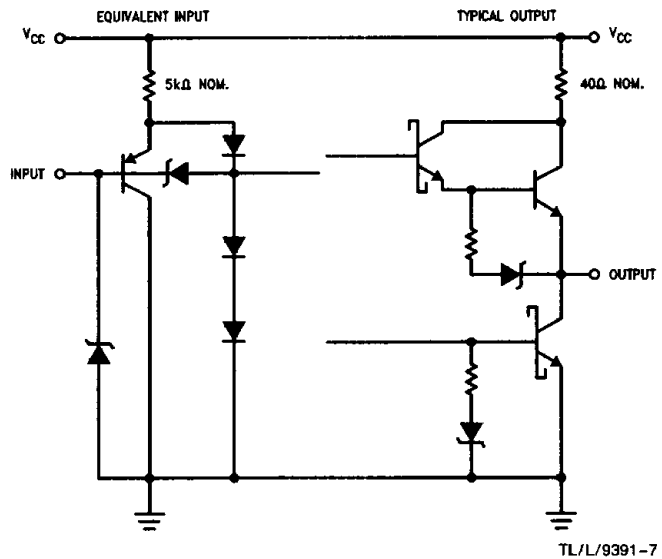 EQUIVALENT INPUT
TYPICAL OUTPUT
VCC
VCC
5kΩ NOM.
40Ω NOM.
INPUT
OUTPUT
TL/L/9391-7